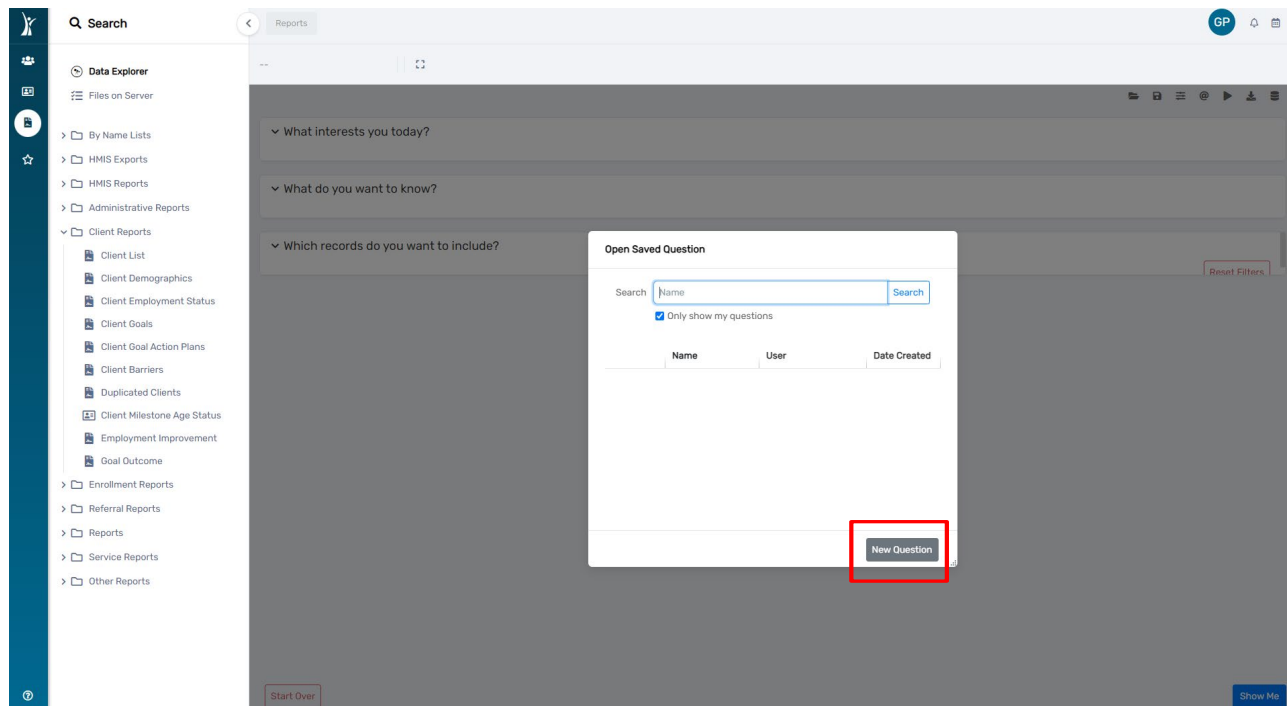 Search
Reports
GP
Data Explorer
--
Files on Server
By Name Lists
HMIS Exports
HMIS Reports
Administrative Reports
Client Reports
Client List
Client Demographics
Client Employment Status
Client Goals
Client Goal Action Plans
Client Barriers
Duplicated Clients
Client Milestone Age Status
Employment Improvement
Goal Outcome
Enrollment Reports
Referral Reports
Reports
Service Reports
Other Reports
@
What interests you today?
What do you want to know?
Which records do you want to include?
Reset Filters
Open Saved Question
Search Name Search
Only show my questions
Name User Date Created
New Question
Start Over
Show Me